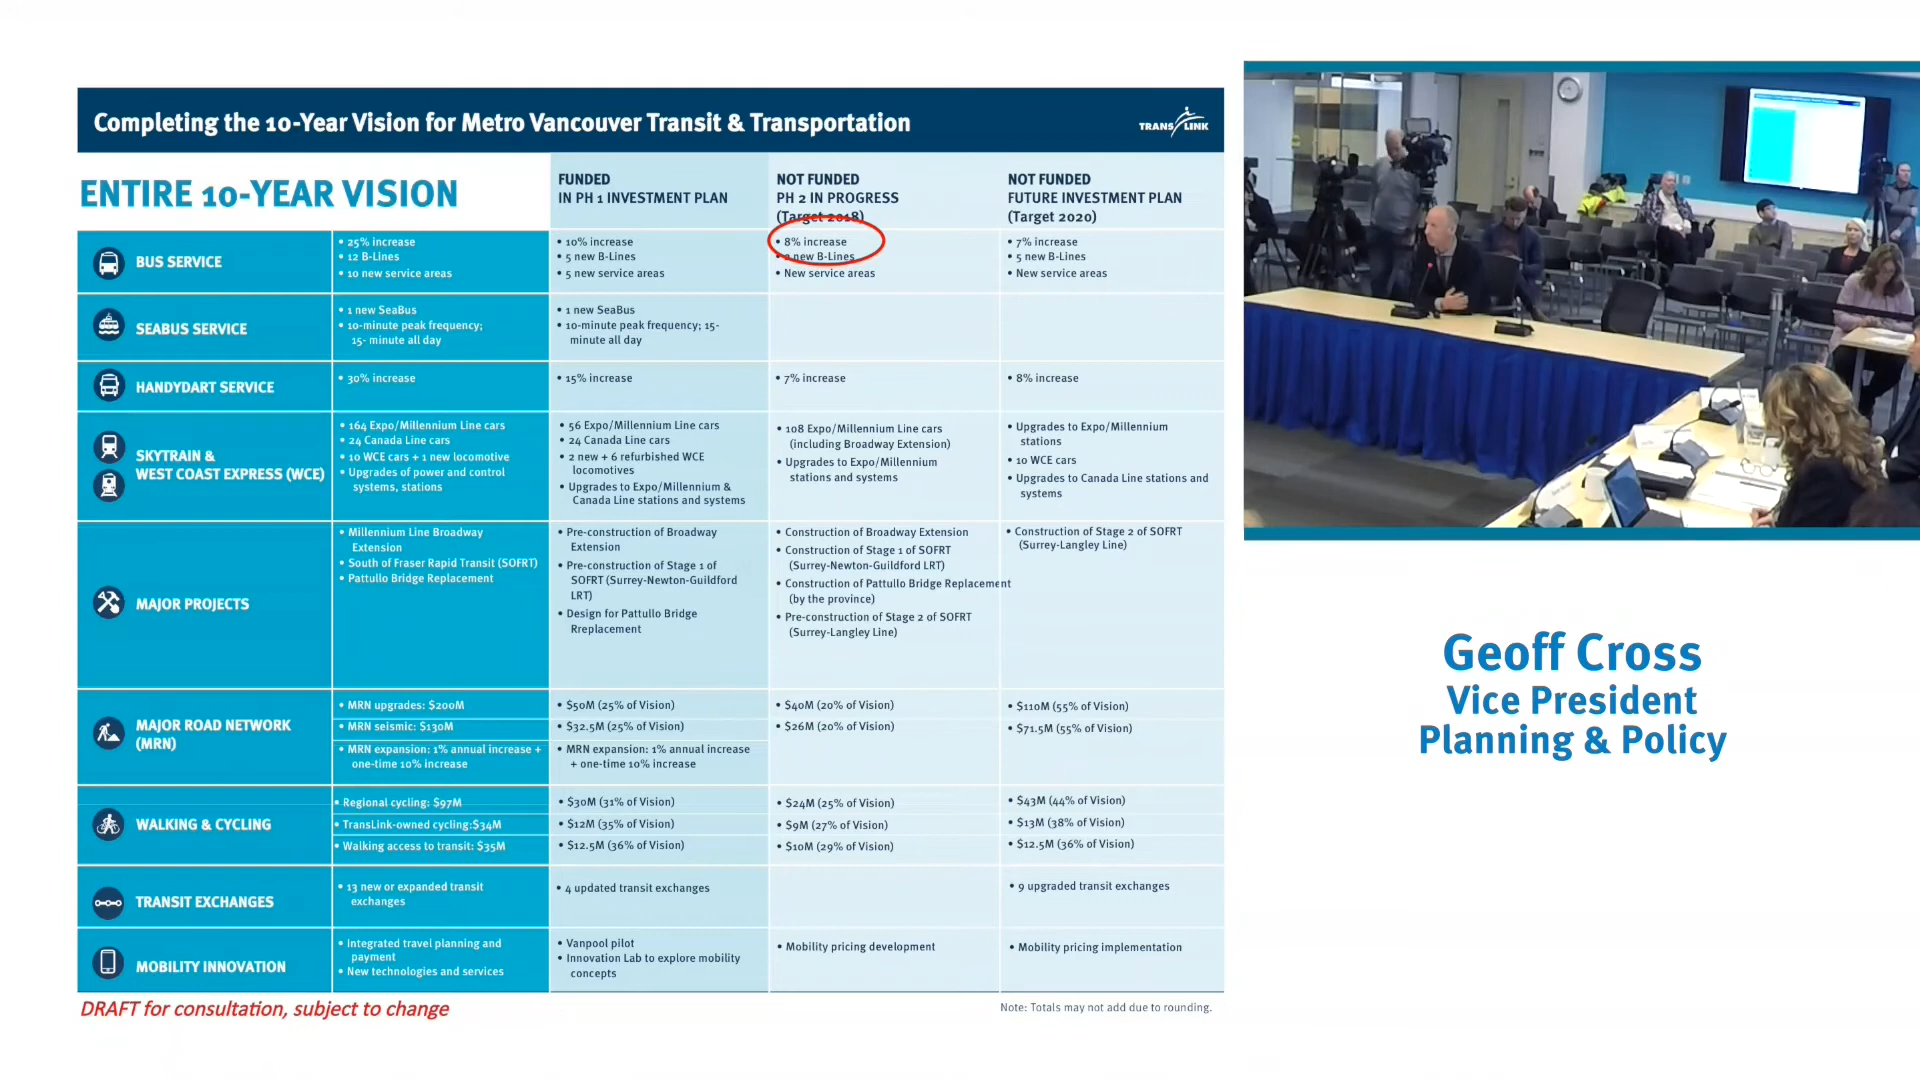 Completing the 10-Year Vision for Metro Vancouver Transit & Transportation
TRANSLINK
ENTIRE 10-YEAR VISION
FUNDED
IN PH 1 INVESTMENT PLAN
NOT FUNDED
PH 2 IN PROGRESS
(Target 2018)
NOT FUNDED
FUTURE INVESTMENT PLAN
(Target 2020)
BUS SERVICE
• 25% increase
• 12 B-Lines
• 10 new service areas
• 10% increase
• 5 new B-Lines
• 5 new service areas
• 8% increase
new B-Lines
• New service areas
• 7% increase
• 5 new B-Lines
• New service areas
SEABUS SERVICE
• 1 new SeaBus
• 10-minute peak frequency;
15- minute all day
• 1 new SeaBus
• 10-minute peak frequency; 15-
minute all day
HANDYDART SERVICE
• 30% increase
• 15% increase
• 7% increase
• 8% increase
SKYTRAIN &
WEST COAST EXPRESS (WCE)
• 164 Expo/Millennium Line cars
• 24 Canada Line cars
• 10 WCE cars + 1 new locomotive
• Upgrades of power and control
systems, stations
• 56 Expo/Millennium Line cars
• 24 Canada Line cars
• 2 new + 6 refurbished WCE
locomotives
• Upgrades to Expo/Millennium &
Canada Line stations and systems
• 108 Expo/Millennium Line cars
(including Broadway Extension)
• Upgrades to Expo/Millennium
stations and systems
• Upgrades to Expo/Millennium
stations
• 10 WCE cars
• Upgrades to Canada Line stations and
systems
MAJOR PROJECTS
• Millennium Line Broadway
Extension
• South of Fraser Rapid Transit (SOFRT)
• Pattullo Bridge Replacement
• Pre-construction of Broadway
Extension
• Pre-construction of Stage 1 of
SOFRT (Surrey-Newton-Guildford
LRT)
• Design for Pattullo Bridge
Rreplacement
• Construction of Broadway Extension
• Construction of Stage 1 of SOFRT
(Surrey-Newton-Guildford LRT)
• Construction of Pattullo Bridge Replacement
(by the province)
• Pre-construction of Stage 2 of SOFRT
(Surrey-Langley Line)
• Construction of Stage 2 of SOFRT
(Surrey-Langley Line)
MAJOR ROAD NETWORK
(MRN)
• MRN upgrades: $200M
• MRN seismic: $130M
• MRN expansion: 1% annual increase +
one-time 10% increase
• $50M (25% of Vision)
• $32.5M (25% of Vision)
• MRN expansion: 1% annual increase
+ one-time 10% increase
• $40M (20% of Vision)
• $26M (20% of Vision)
• $110M (55% of Vision)
• $71.5M (55% of Vision)
WALKING & CYCLING
• Regional cycling: $97M
• TransLink-owned cycling:$34M
• Walking access to transit: $35M
• $30M (31% of Vision)
• $12M (35% of Vision)
• $12.5M (36% of Vision)
• $24M (25% of Vision)
• $9M (27% of Vision)
• $10M (29% of Vision)
• $43M (44% of Vision)
• $13M (38% of Vision)
• $12.5M (36% of Vision)
TRANSIT EXCHANGES
• 13 new or expanded transit
exchanges
• 4 updated transit exchanges
• 9 upgraded transit exchanges
MOBILITY INNOVATION
• Integrated travel planning and
payment
• New technologies and services
• Vanpool pilot
• Innovation Lab to explore mobility
concepts
• Mobility pricing development
• Mobility pricing implementation
DRAFT for consultation, subject to change
Note: Totals may not add due to rounding.
Geoff Cross
Vice President
Planning & Policy